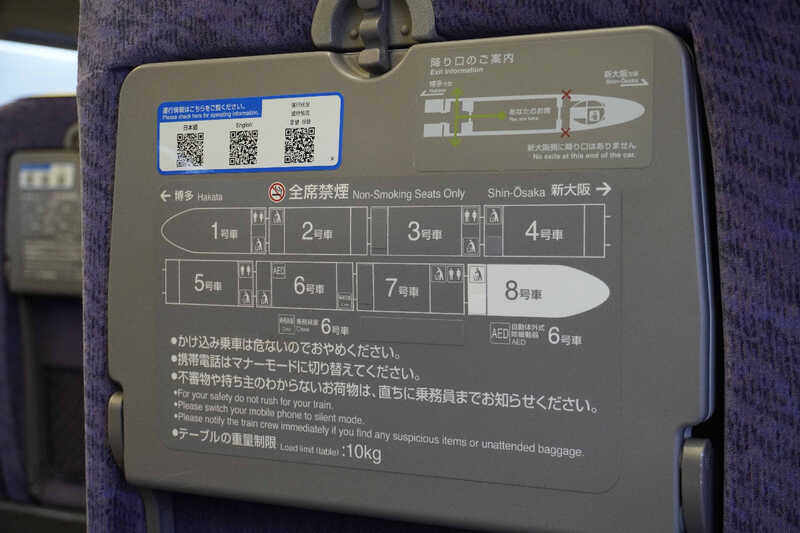 運行情報はこちらをご覧ください。
Please check here for operating information.
日本語
English
降り口のご案内
Exit Information
博多方面
Hakata
新大阪方面
Shin-Ōsaka
あなたのお席
You are here.
新大阪側に降り口はありません
No exits at this end of the car.
← 博多 Hakata
全席禁煙 Non-Smoking Seats Only
Shin-Ōsaka 新大阪 →
1号車
2号車
3号車
4号車
5号車
AED
6号車
7号車
8号車
乗務員室 Crew 6号車
AED 自動体外式除細動器 AED 6号車
●かけ込み乗車は危ないのでおやめください。
●携帯電話はマナーモードに切り替えてください。
●不審物や持ち主のわからないお荷物は、直ちに乗務員までお知らせください。
●For your safety do not rush for your train.
●Please switch your mobile phone to silent mode.
●Please notify the train crew immediately if you find any suspicious items or unattended baggage.
●テーブルの重量制限 Load limit (table) :10kg